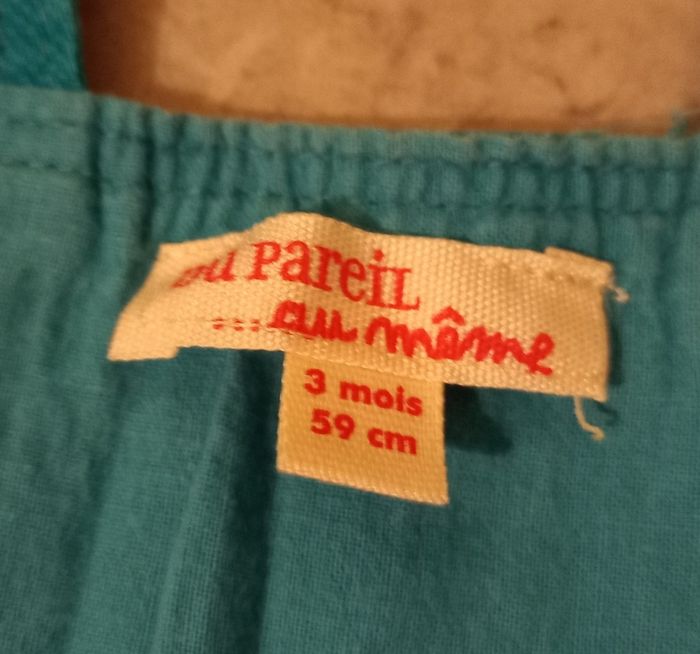 Du PareiL
...au même
3 mois
59 cm